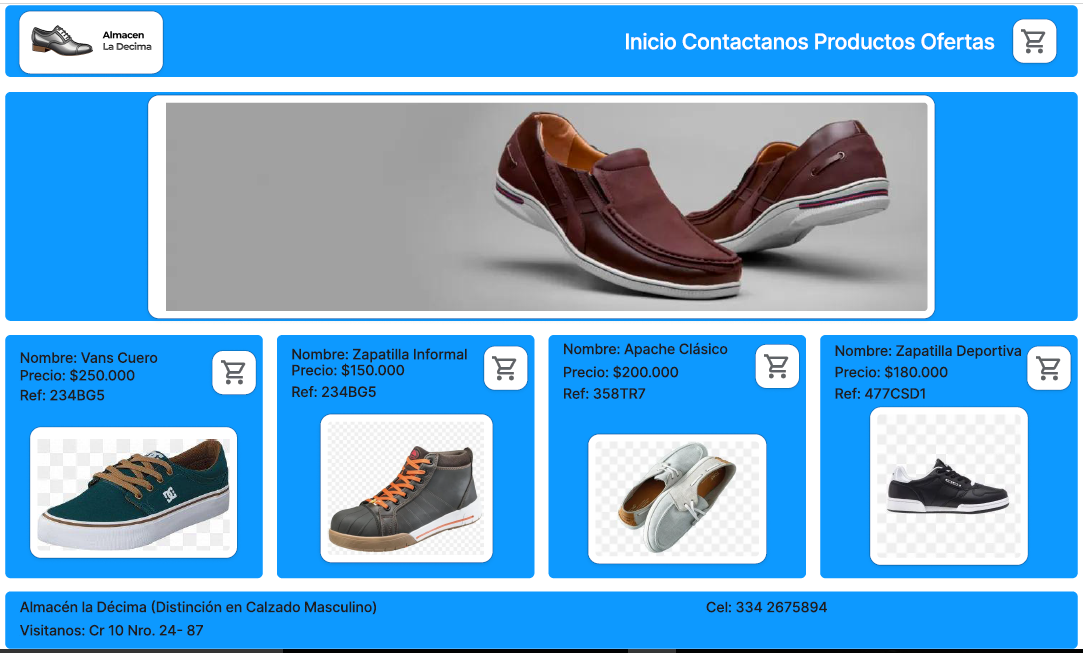 Almacen
La Decima
Inicio Contactanos Productos Ofertas
Nombre: Vans Cuero
Precio: $250.000
Ref: 234BG5
Nombre: Zapatilla Informal
Precio: $150.000
Ref: 234BG5
Nombre: Apache Clásico
Precio: $200.000
Ref: 358TR7
Nombre: Zapatilla Deportiva
Precio: $180.000
Ref: 477CSD1
Almacén la Décima (Distinción en Calzado Masculino)
Cel: 334 2675894
Visitanos: Cr 10 Nro. 24- 87